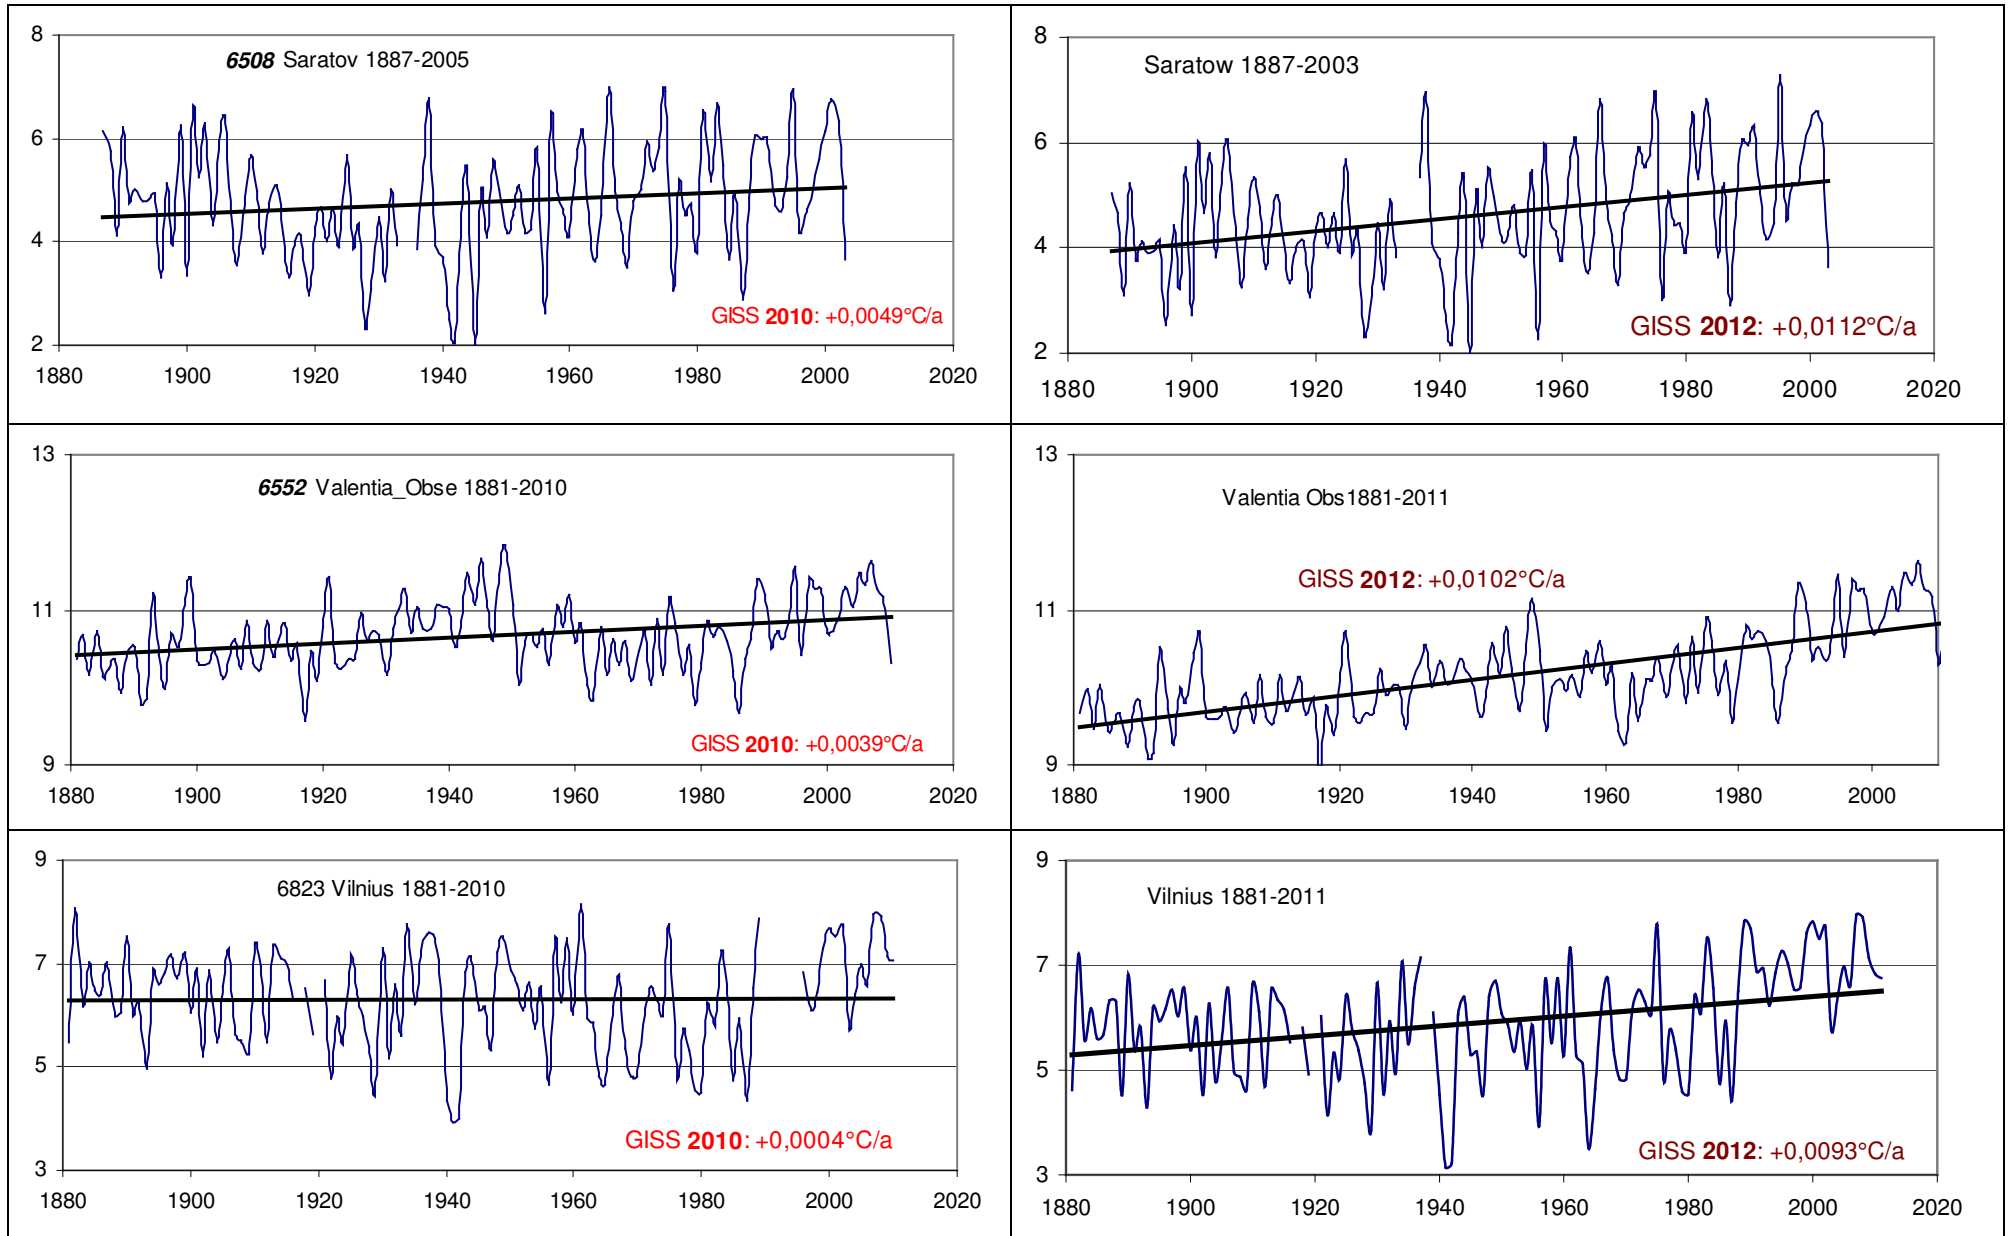 6508 Saratov 1887-2005
8
6
4
2
GISS 2010: +0,0049°C/a
1880 1900 1920 1940 1960 1980 2000 2020
Saratow 1887-2003
8
6
4
2
GISS 2012: +0,0112°C/a
1880 1900 1920 1940 1960 1980 2000 2020
13
6552 Valentia_Obse 1881-2010
11
GISS 2010: +0,0039°C/a
9
1880 1900 1920 1940 1960 1980 2000 2020
13
Valentia Obs1881-2011
GISS 2012: +0,0102°C/a
11
9
1880 1900 1920 1940 1960 1980 2000
9
6823 Vilnius 1881-2010
7
5
GISS 2010: +0,0004°C/a
3
1880 1900 1920 1940 1960 1980 2000 2020
9
Vilnius 1881-2011
7
5
GISS 2012: +0,0093°C/a
3
1880 1900 1920 1940 1960 1980 2000 2020